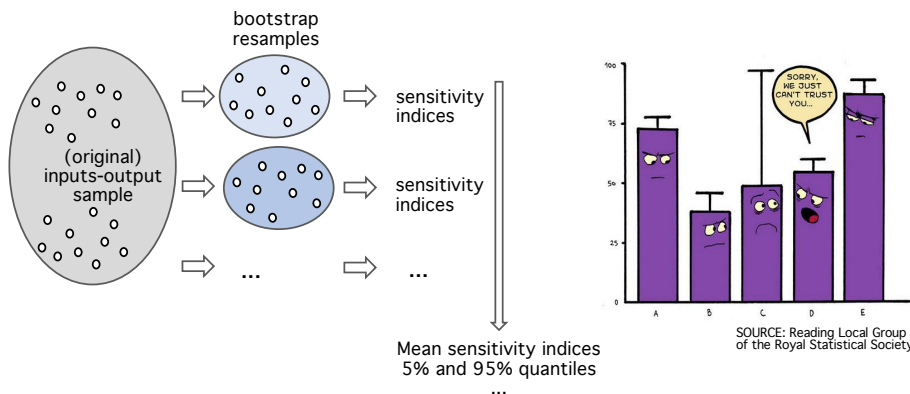 bootstrap
resamples
(original)
inputs-output
sample
sensitivity
indices
sensitivity
indices
...
...
Mean sensitivity indices
5% and 95% quantiles
...
SORRY,
WE JUST
CAN'T TRUST
YOU...
100
75
50
25
0
A
B
C
D
E
SOURCE: Reading Local Group
of the Royal Statistical Society